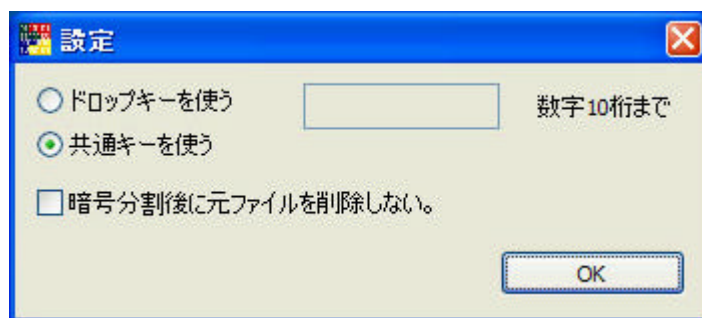 設定
ドロップキーを使う
数字10桁まで
共通キーを使う
暗号分割後に元ファイルを削除しない。
OK